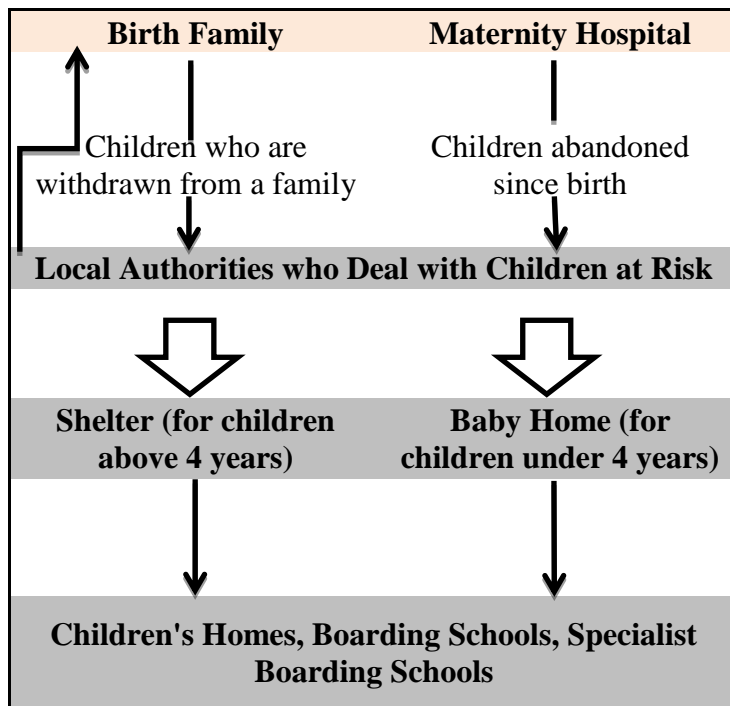 Birth Family
Maternity Hospital
Children who are
withdrawn from a family
Children abandoned
since birth
Local Authorities who Deal with Children at Risk
Shelter (for children
above 4 years)
Baby Home (for
children under 4 years)
Children's Homes, Boarding Schools, Specialist
Boarding Schools